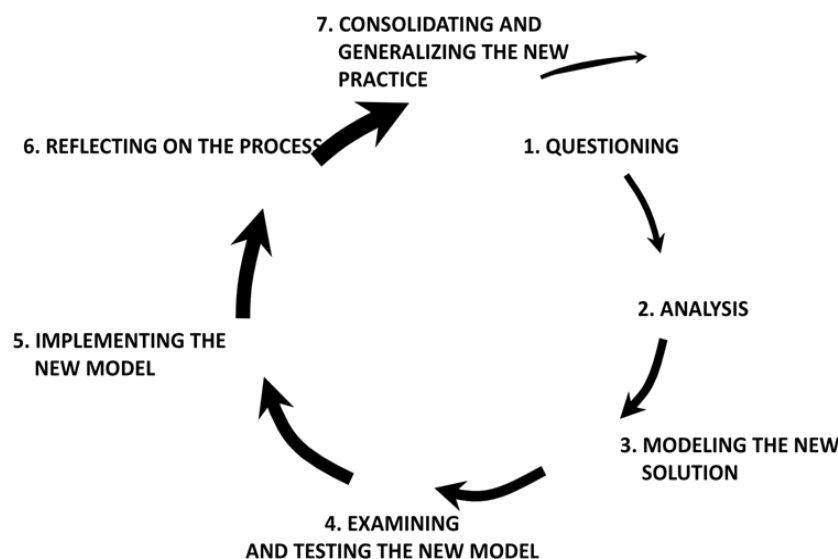 7. CONSOLIDATING AND
GENERALIZING THE NEW
PRACTICE
1. QUESTIONING
2. ANALYSIS
3. MODELING THE NEW
SOLUTION
4. EXAMINING
AND TESTING THE NEW MODEL
5. IMPLEMENTING THE
NEW MODEL
6. REFLECTING ON THE PROCESS